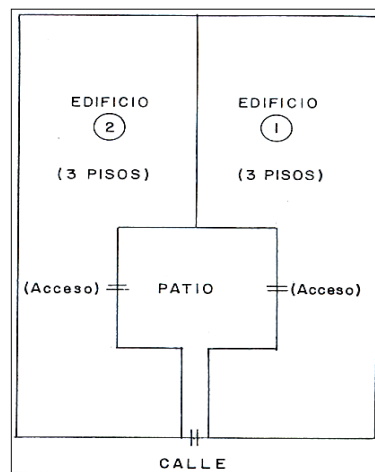 EDIFICIO
2
(3 PISOS)
EDIFICIO
1
(3 PISOS)
(Acceso)
PATIO
(Acceso)
CALLE